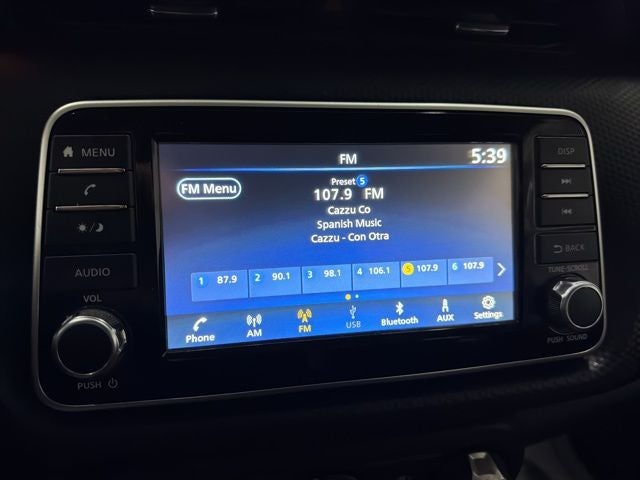 MENU
AUDIO
VOL
PUSH
FM
5:39
FM Menu
Preset 5
107.9 FM
Cazzu Co
Spanish Music
Cazzu - Con Otra
1 87.9 2 90.1 3 98.1 4 106.1 5 107.9 6 107.9
Phone AM FM USB Bluetooth AUX Settings
DISP
BACK
TUNE·SCROLL
PUSH SOUND